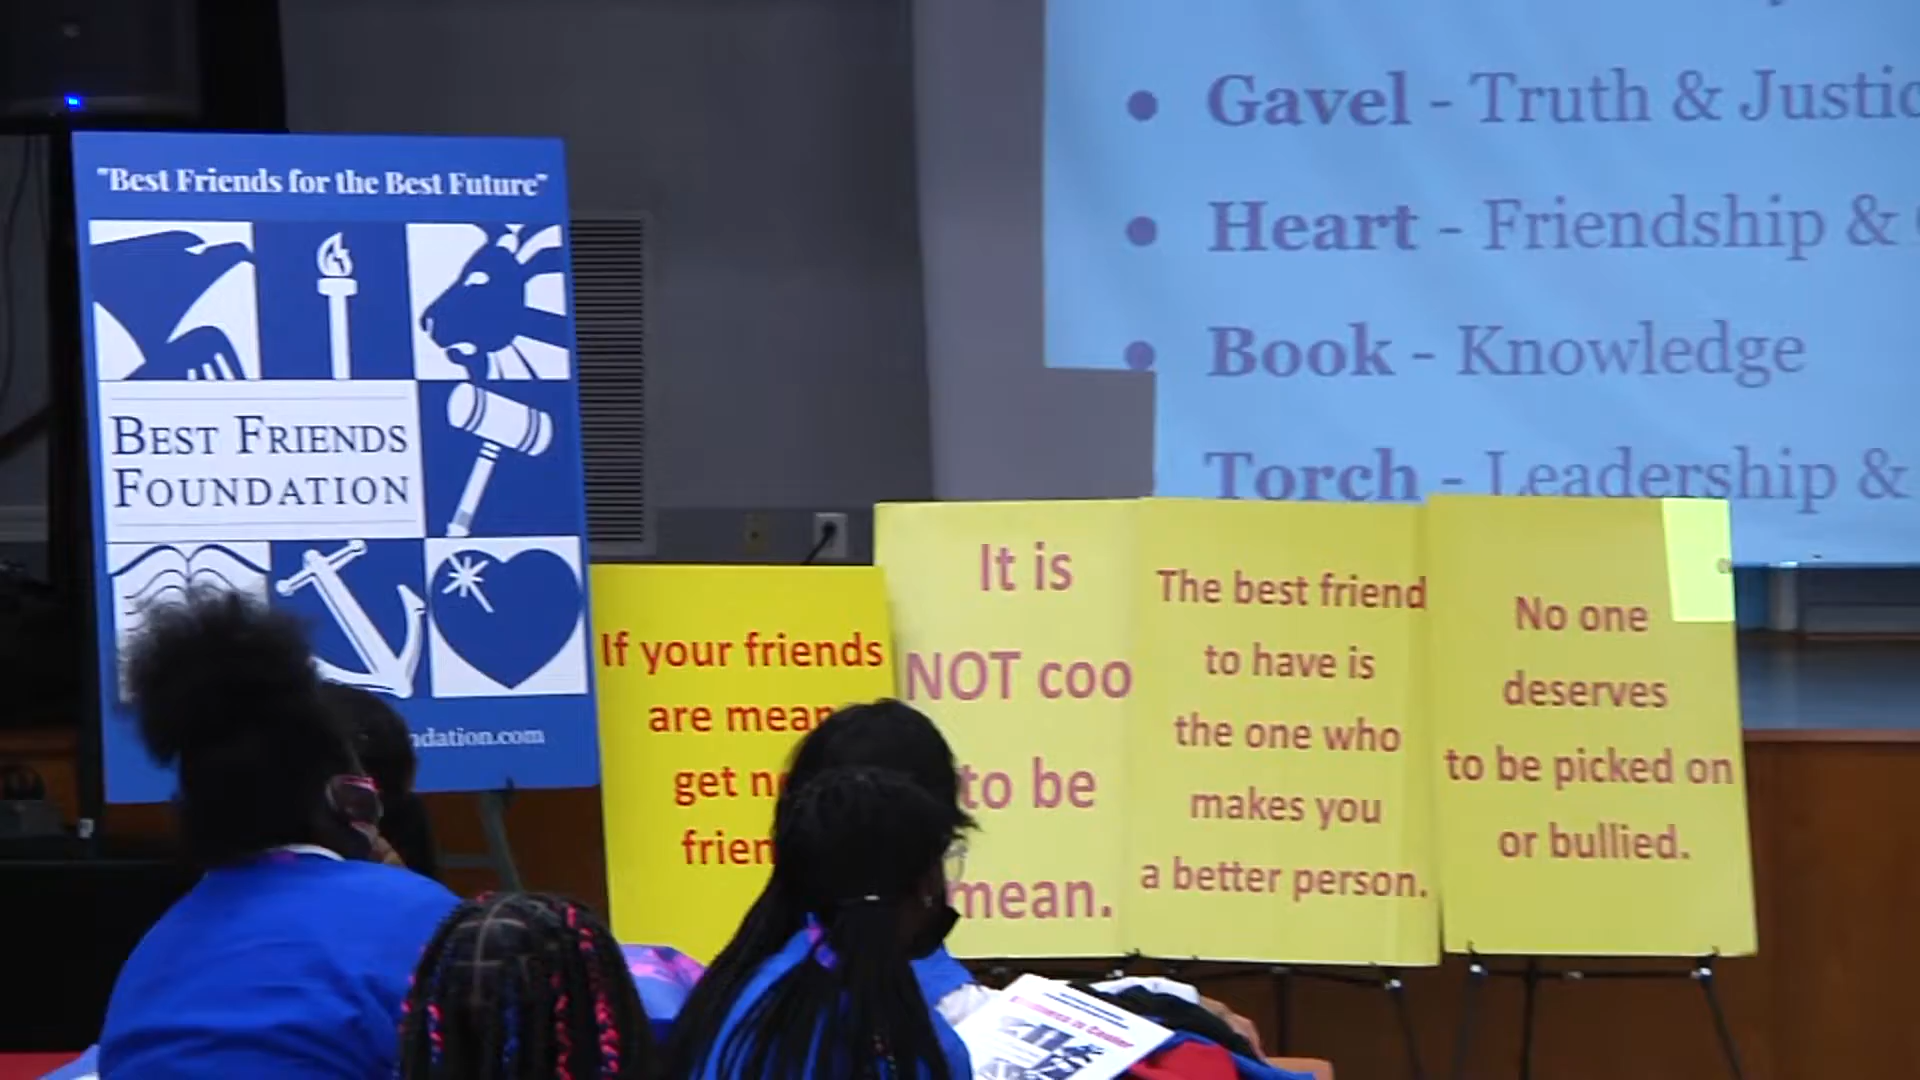 "Best Friends for the Best Future"
BEST FRIENDS
FOUNDATION
ndation.com
• Gavel - Truth & Justic
• Heart - Friendship &
• Book - Knowledge
Torch - Leadership &
If your friends
are mean
get n
frien
It is
NOT coo
to be
mean.
The best friend
to have is
the one who
makes you
a better person.
No one
deserves
to be picked on
or bullied.